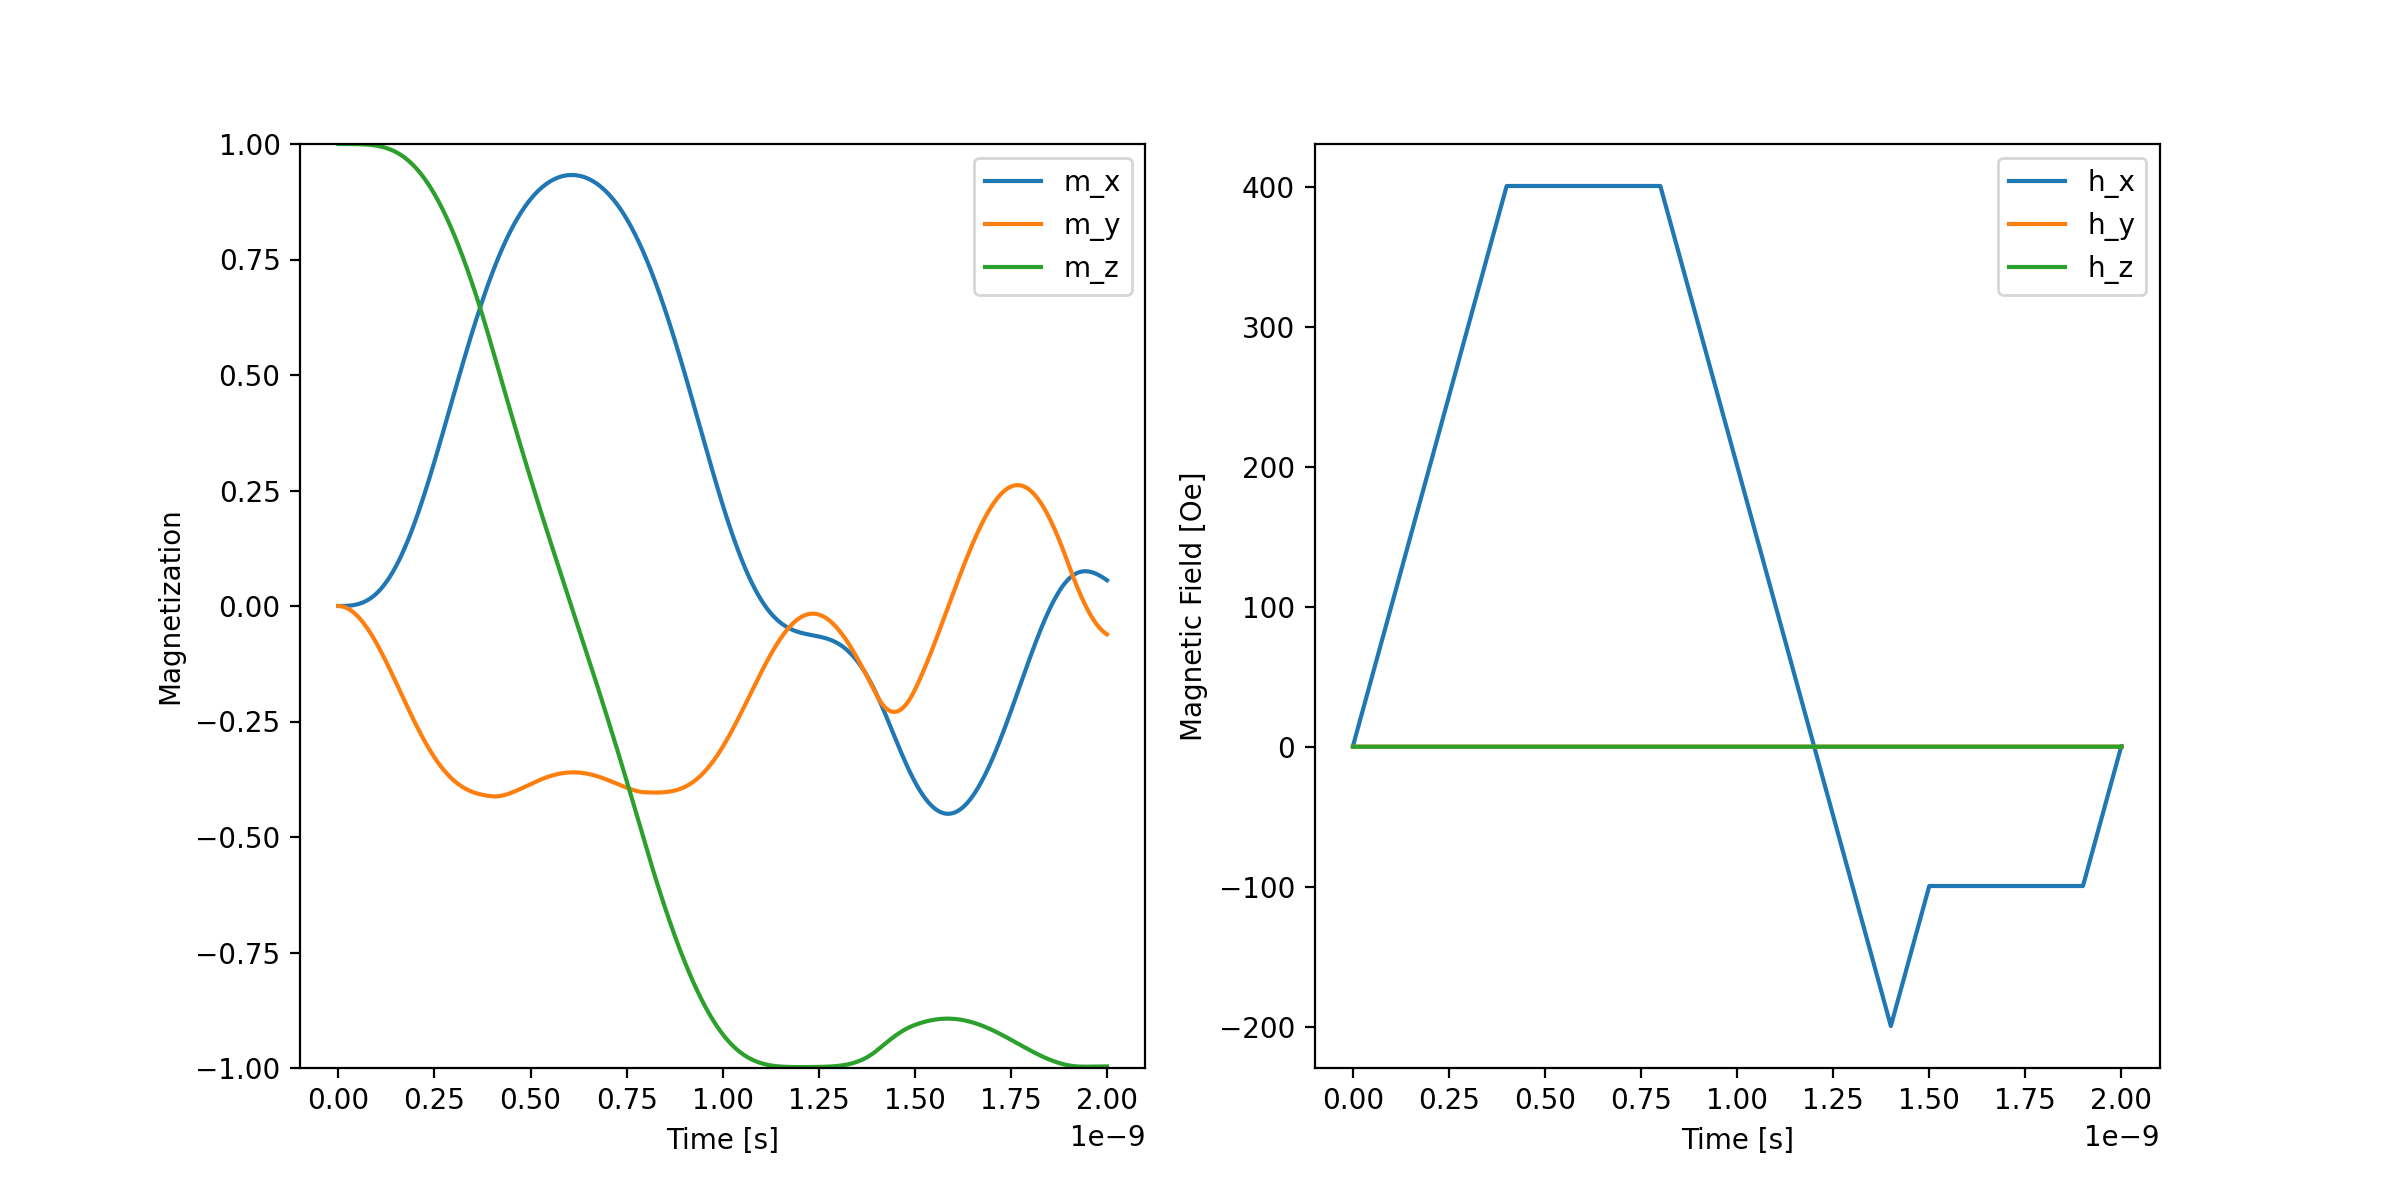 Magnetization
1.00
0.75
0.50
0.25
0.00
−0.25
−0.50
−0.75
−1.00
m_x
m_y
m_z
0.00 0.25 0.50 0.75 1.00 1.25 1.50 1.75 2.00
Time [s]
1e−9
Magnetic Field [Oe]
400
300
200
100
0
−100
−200
h_x
h_y
h_z
0.00 0.25 0.50 0.75 1.00 1.25 1.50 1.75 2.00
Time [s]
1e−9